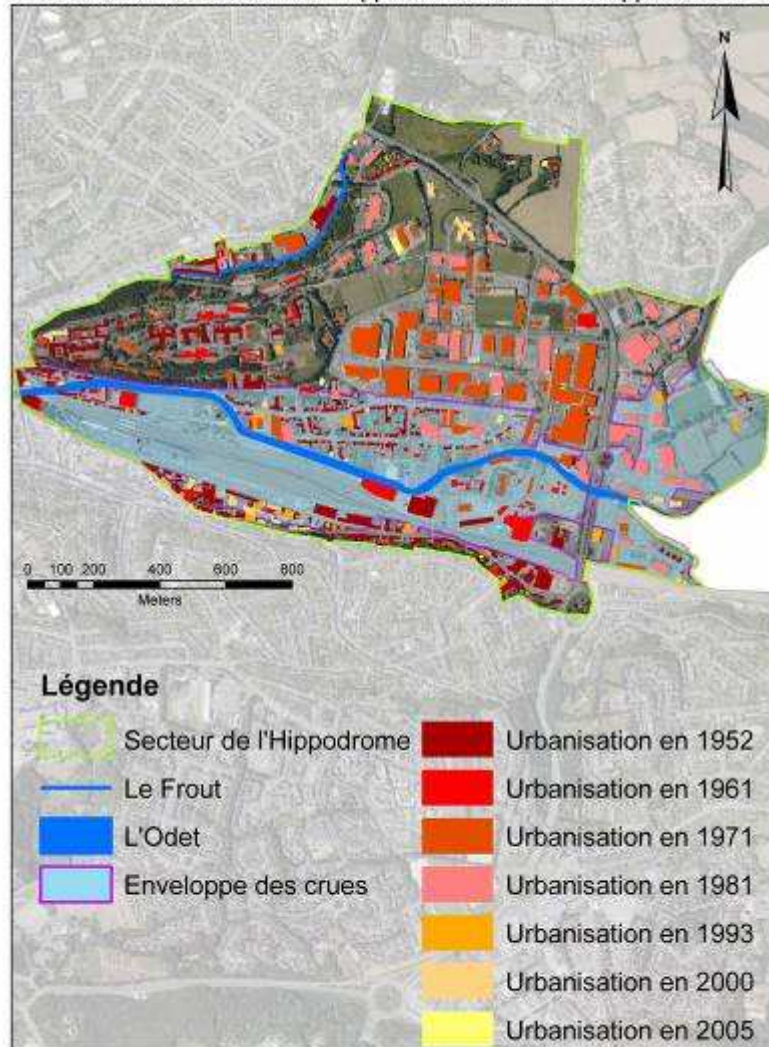 N
0 100 200 400 600 800
Meters
Légende
Secteur de l'Hippodrome
Le Frout
L'Odet
Enveloppe des crues
Urbanisation en 1952
Urbanisation en 1961
Urbanisation en 1971
Urbanisation en 1981
Urbanisation en 1993
Urbanisation en 2000
Urbanisation en 2005